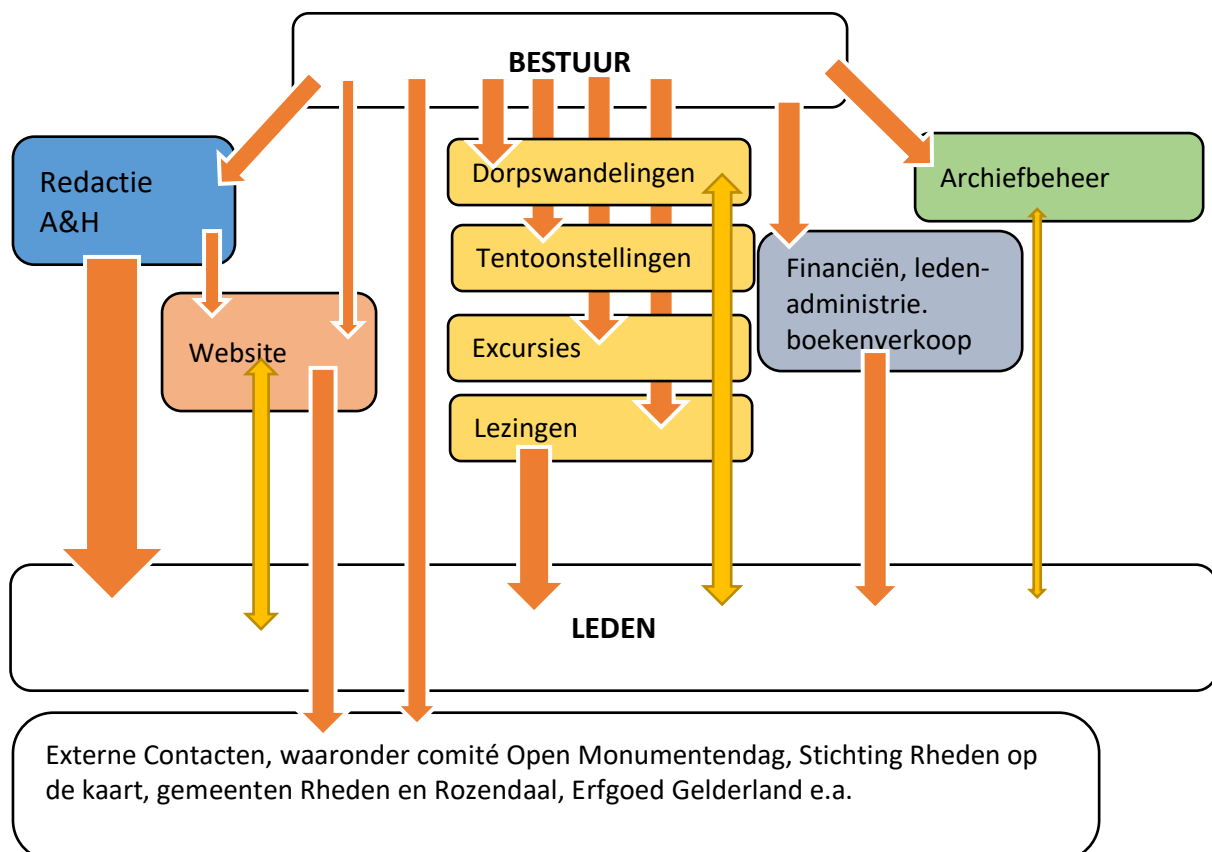 BESTUUR
Redactie
A&H
Dorpswandelingen
Archiefbeheer
Tentoonstellingen
Financiën, leden-
administrie.
boekenverkoop
Website
Excursies
Lezingen
LEDEN
Externe Contacten, waaronder comité Open Monumentendag, Stichting Rheden op
de kaart, gemeenten Rheden en Rozendaal, Erfgoed Gelderland e.a.